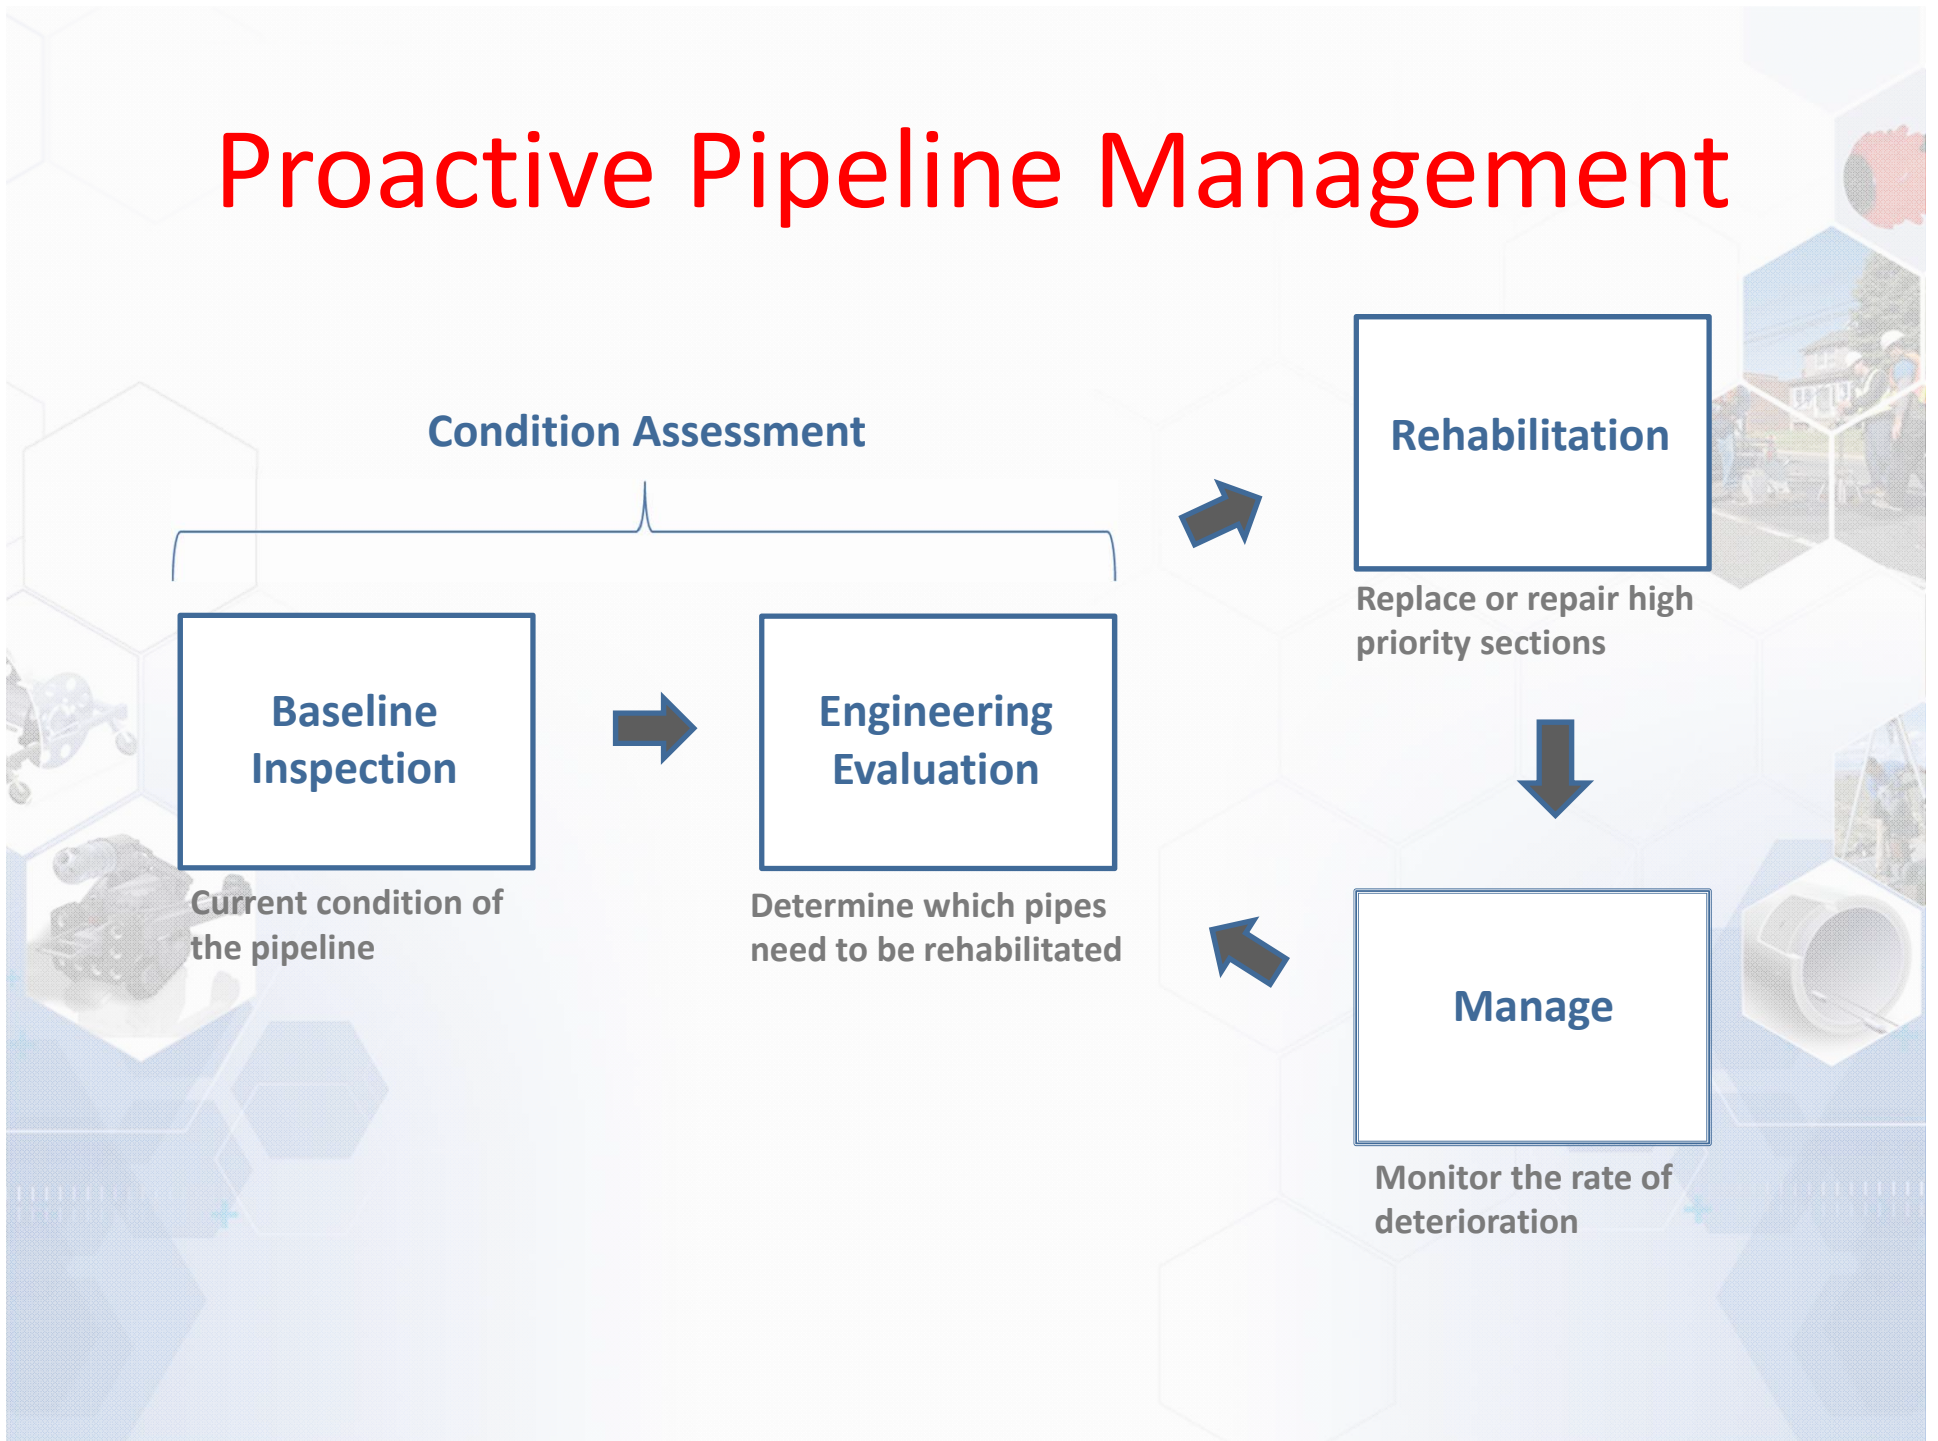 Proactive Pipeline Management
Condition Assessment
Baseline
Inspection
Current condition of
the pipeline
Engineering
Evaluation
Determine which pipes
need to be rehabilitated
Rehabilitation
Replace or repair high
priority sections
Manage
Monitor the rate of
deterioration